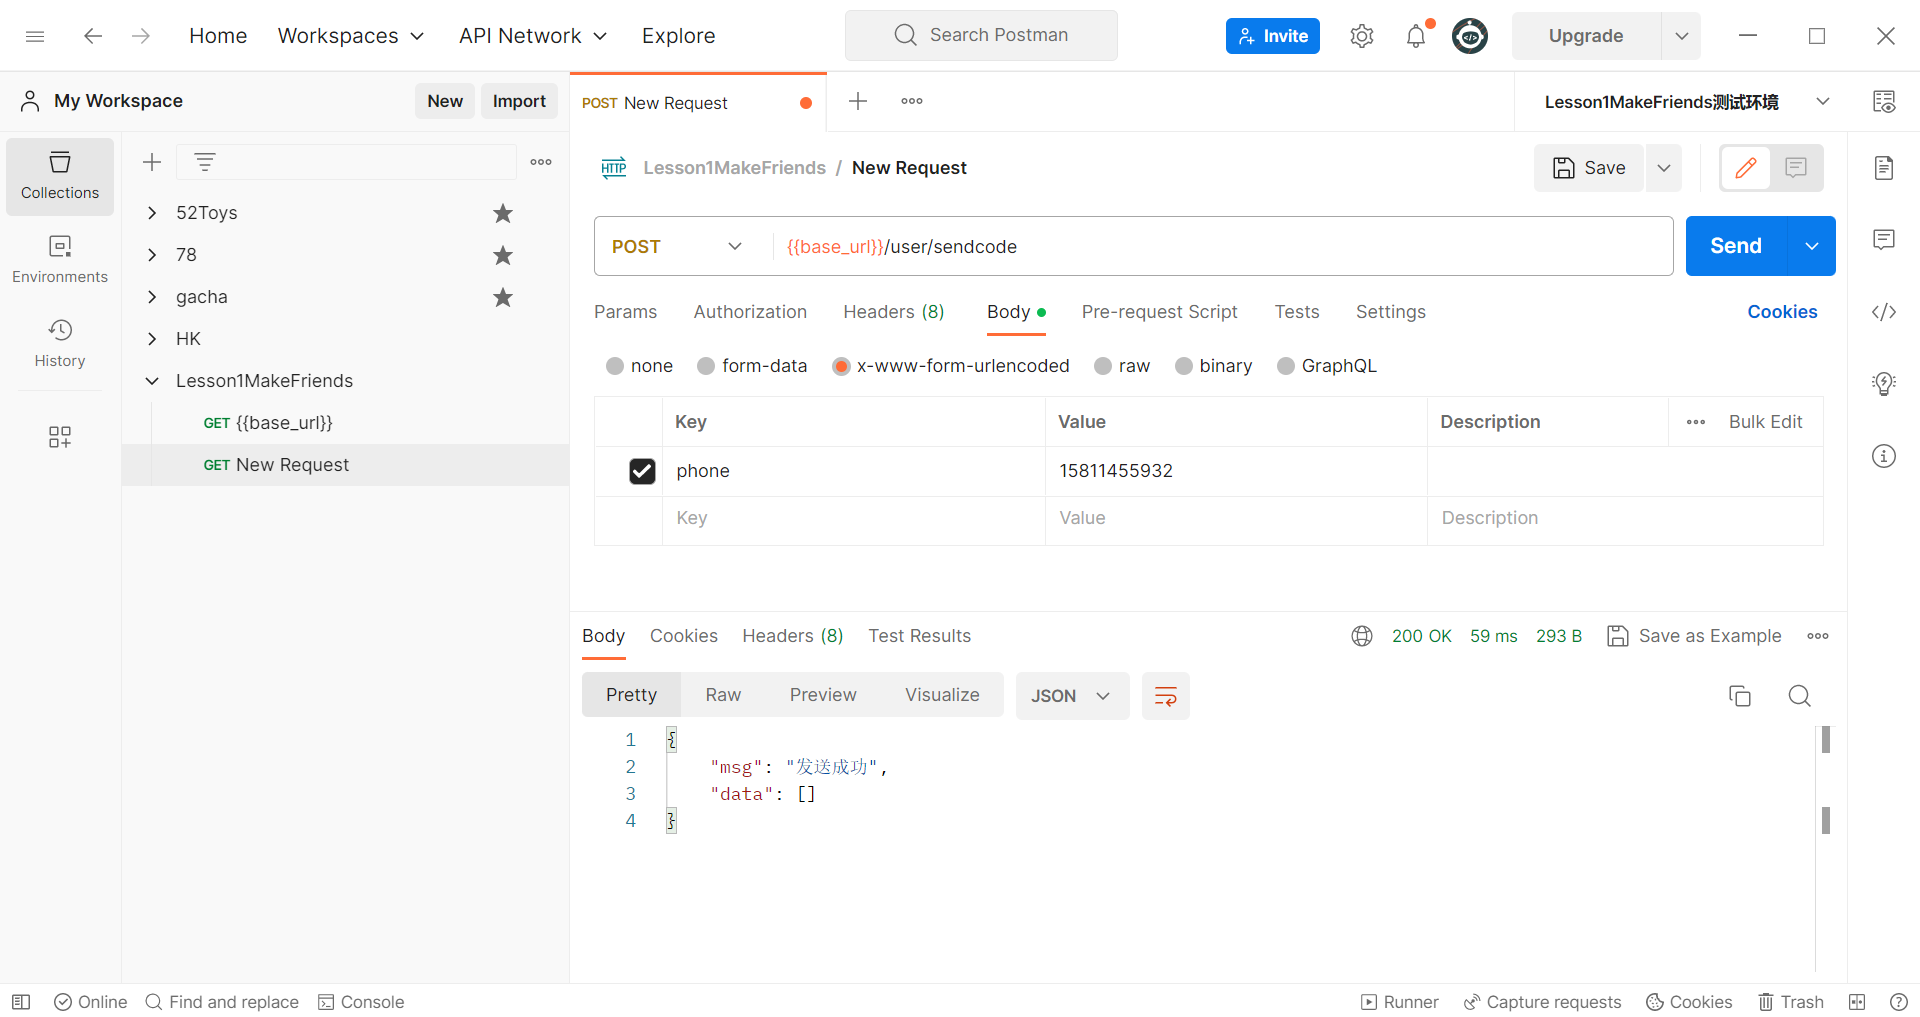 Home Workspaces API Network Explore Search Postman Invite Upgrade
My Workspace New Import POST New Request Lesson1MakeFriends测试环境
Collections
Environments
History
52Toys
78
gacha
HK
Lesson1MakeFriends
GET {{base_url}}
GET New Request
HTTP Lesson1MakeFriends / New Request Save
POST {{base_url}}/user/sendcode Send
Params Authorization Headers (8) Body Pre-request Script Tests Settings Cookies
none form-data x-www-form-urlencoded raw binary GraphQL
Key Value Description Bulk Edit
phone 15811455932
Key Value Description
Body Cookies Headers (8) Test Results 200 OK 59 ms 293 B Save as Example
Pretty Raw Preview Visualize JSON
1 {
2 "msg": "发送成功",
3 "data": []
4 }
Online Find and replace Console Runner Capture requests Cookies Trash